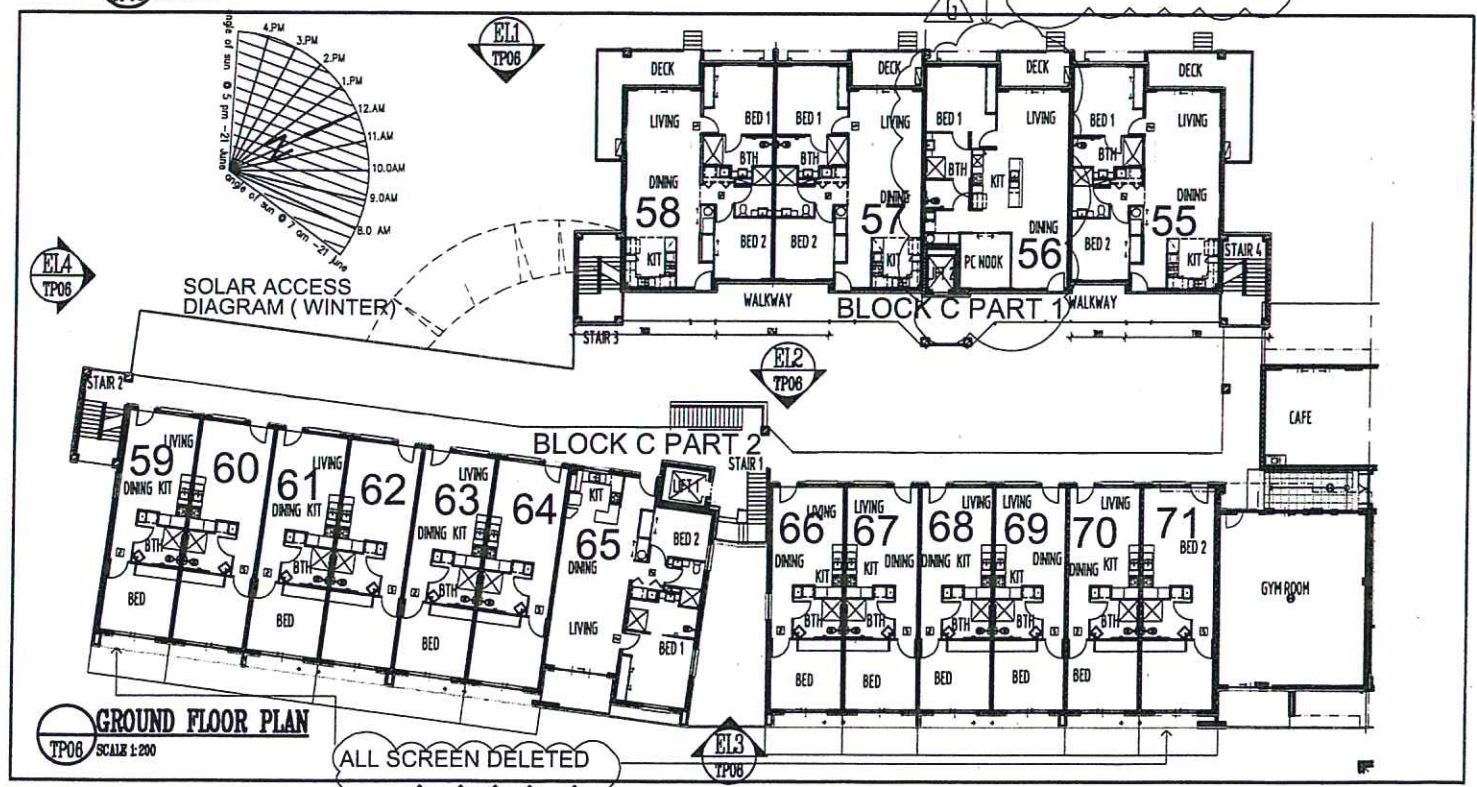 G
EL1
TP06
4.PM
3.PM
2.PM
1.PM
12.AM
11.AM
10.0AM
9.0AM
8.0 AM
angle of sun @ 5 pm -21 June
angle of sun @ 7 am -21 june
SOLAR ACCESS
DIAGRAM ( WINTER)
EL4
TP06
DECK
DECK
DECK
DECK
LIVING
BED 1
BED 1
LIVING
BED 1
LIVING
BED 1
LIVING
BTH
BTH
BTH
KIT
BTH
DINING
DINING
DINING
DINING
58
57
56
55
KIT
BED 2
BED 2
KIT
LIFT
PC NOOK
BED 2
KIT
STAIR 4
WALKWAY
BLOCK C PART 1
WALKWAY
STAIR 3
EL2
TP06
CAFE
STAIR 2
BLOCK C PART 2
STAIR 1
LIFT 1
59
LIVING
DINING KIT
BTH
BED
60
61
LIVING
DINING KIT
BTH
BED
62
63
LIVING
DINING KIT
BTH
BED
64
65
KIT
DINING
LIVING
BED 2
BED 1
66
LIVING
DINING
BTH
BED
67
LIVING
KIT
DINING
BTH
BED
68
LIVING
DINING KIT
BTH
BED
69
LIVING
KIT
DINING
BTH
BED
70
LIVING
DINING
KIT
BTH
BED
71
BED 2
GYM ROOM
GROUND FLOOR PLAN
TP06
SCALE 1:200
ALL SCREEN DELETED
EL3
TP06